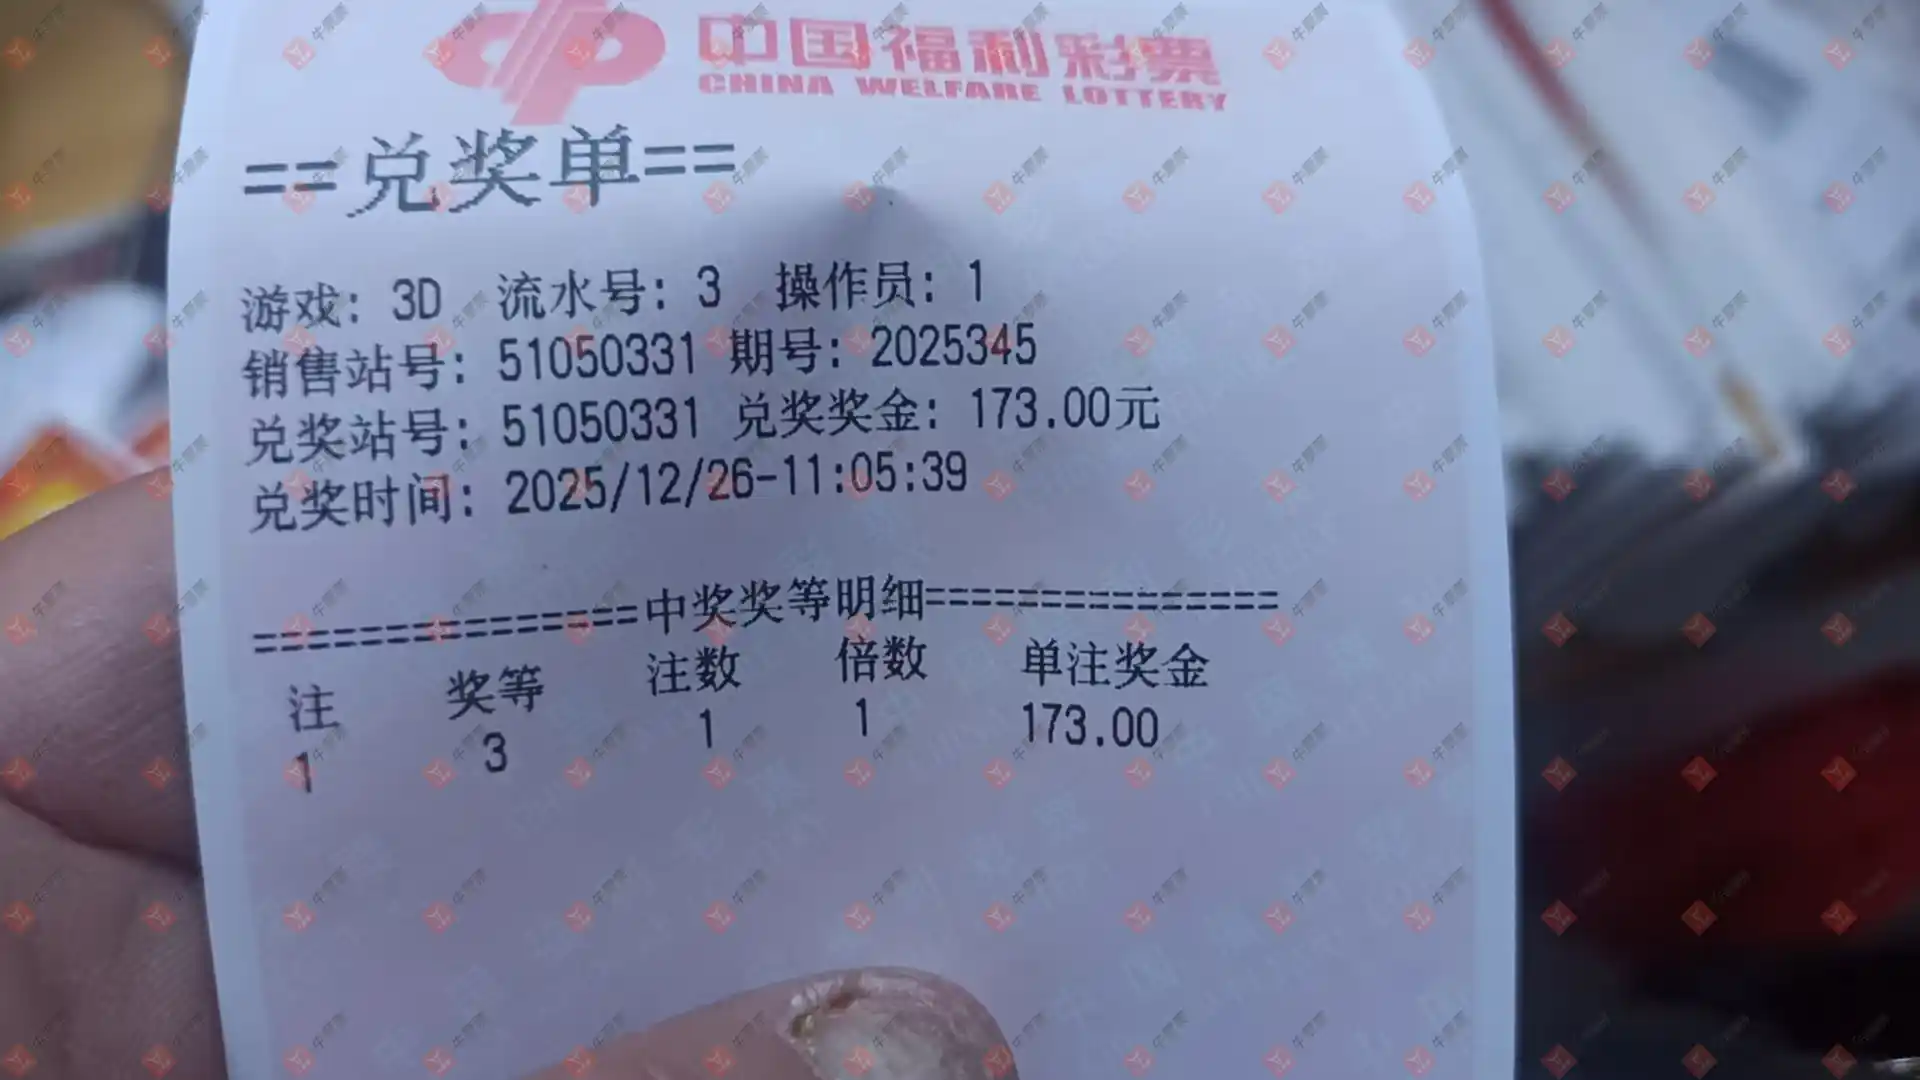 中国福利彩票
CHINA WELFARE LOTTERY
==兑奖单==
游戏: 3D 流水号: 3 操作员: 1
销售站号: 51050331 期号: 2025345
兑奖站号: 51050331 兑奖奖金: 173.00元
兑奖时间: 2025/12/26-11:05:39
===============中奖奖等明细===============
注 奖等 注数 倍数 单注奖金
1 3 1 1 173.00